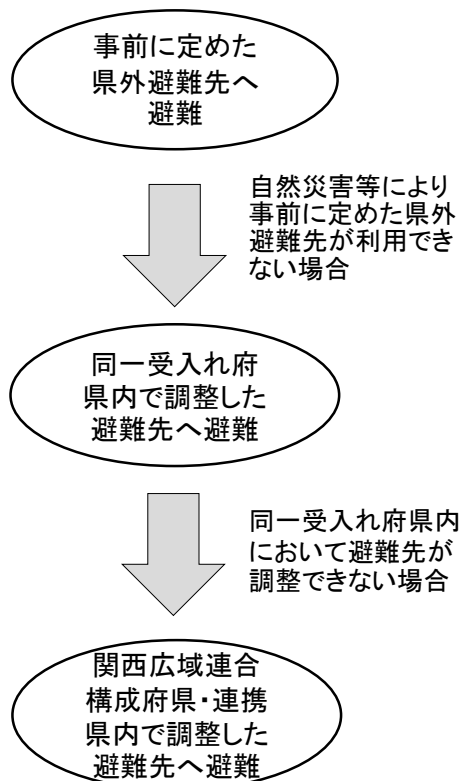 事前に定めた
県外避難先へ
避難
自然災害等により
事前に定めた県外
避難先が利用でき
ない場合
同一受入れ府
県内で調整した
避難先へ避難
同一受入れ府県内
において避難先が
調整できない場合
関西広域連合
構成府県・連携
県内で調整した
避難先へ避難